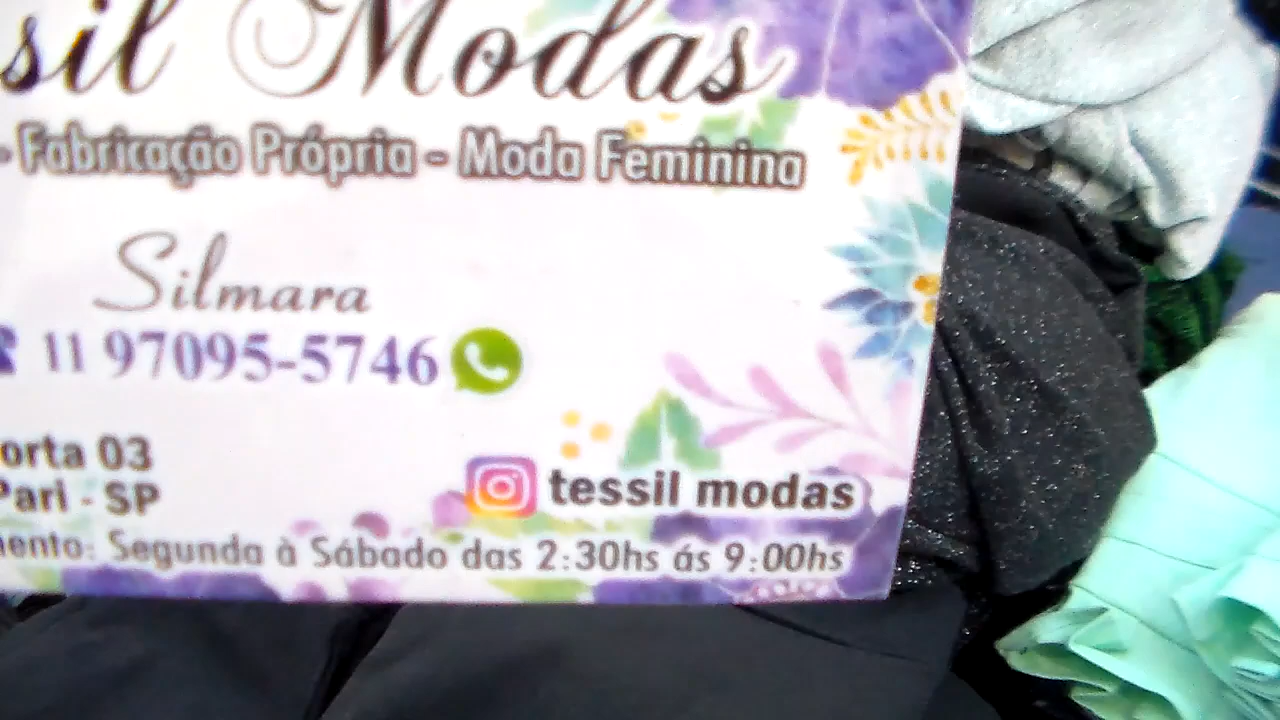 sil Modas
- Fabricação Própria - Moda Feminina
Silmara
11 97095-5746
orta 03
Pari - SP
tessil modas
mento: Segunda à Sábado das 2:30hs ás 9:00hs